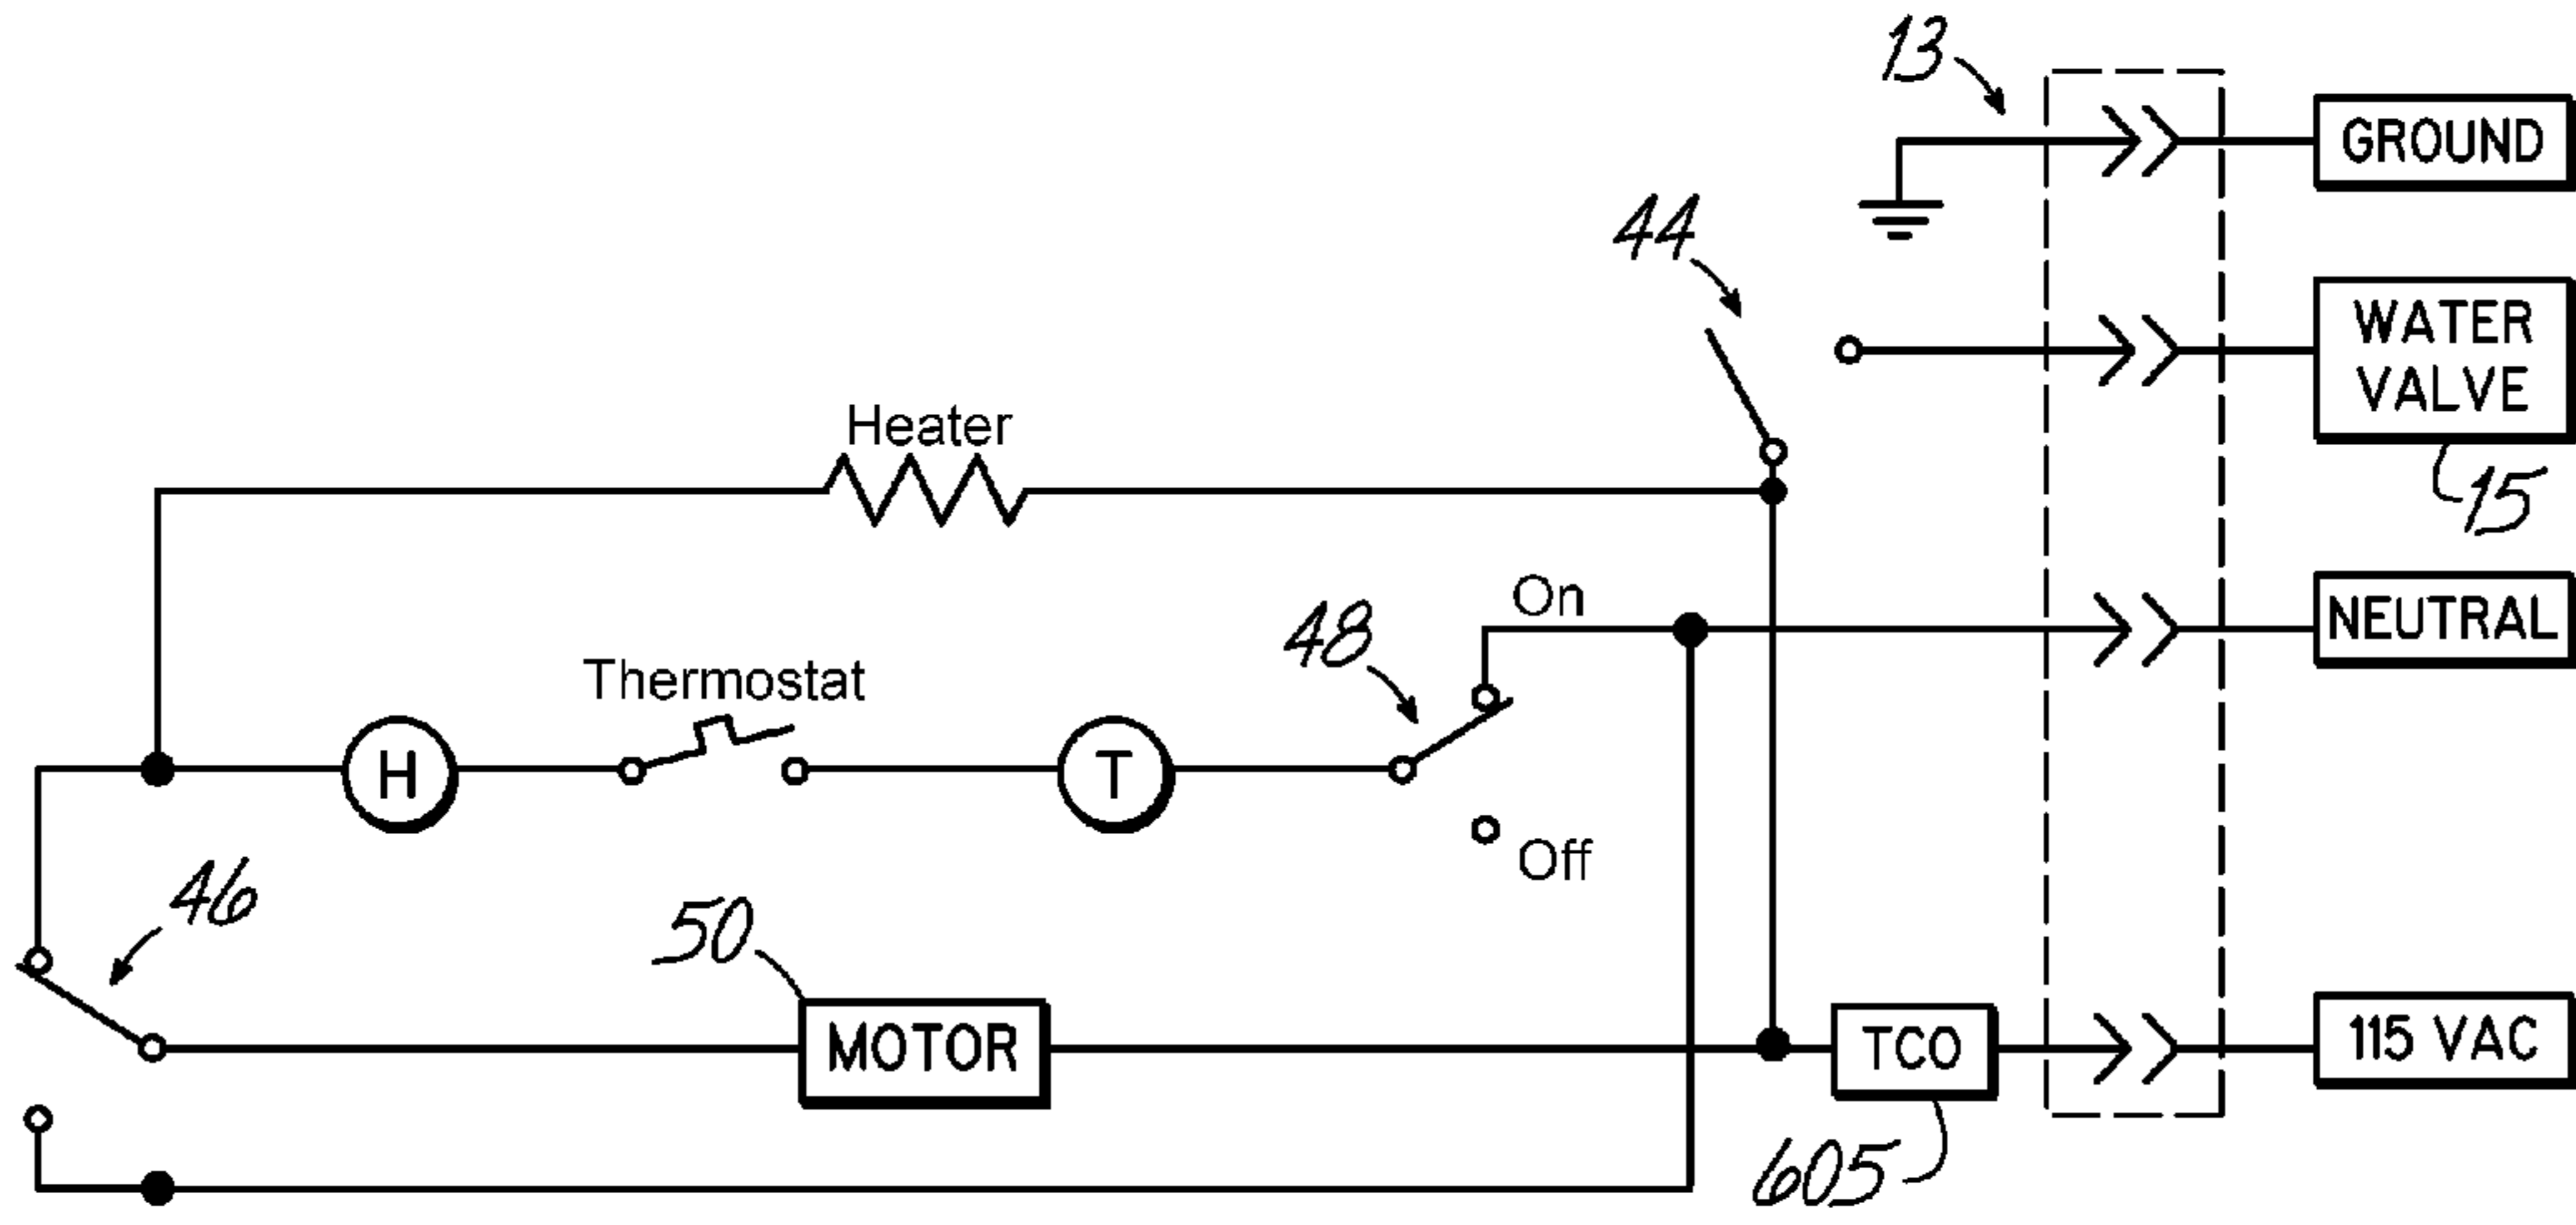 13
GROUND
44
WATER
VALVE
15
Heater
On
48
NEUTRAL
Thermostat
H
T
Off
46
50
MOTOR
TCO
115 VAC
605